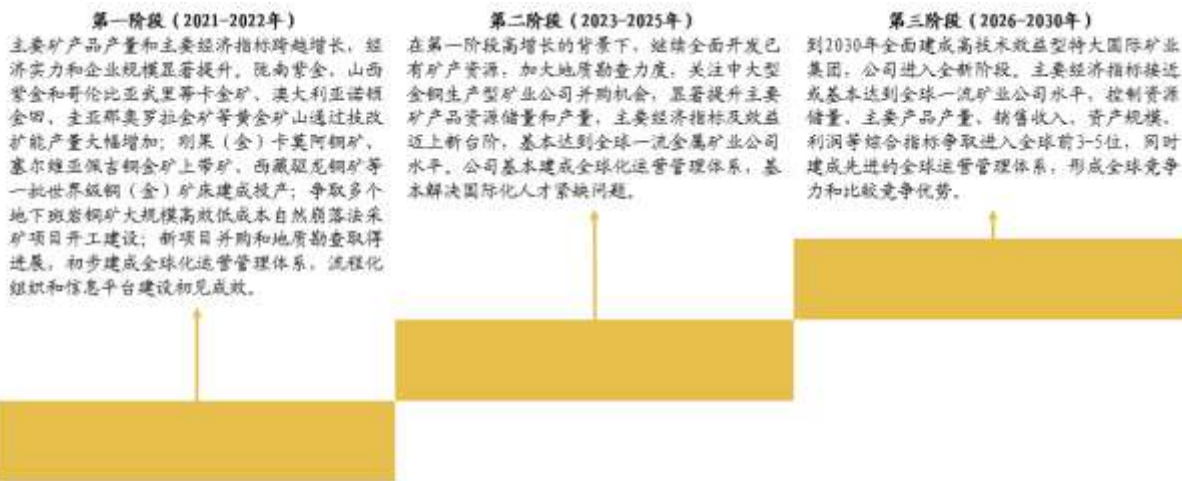 第一阶段（2021-2022年）
主要矿产品产量和主要经济指标跨越增长，经
济实力和企业规模显著提升。陇南紫金，山西
紫金和哥伦比亚武里蒂卡金矿、澳大利亚诺顿
金田，圭亚那奥罗拉金矿等黄金矿山通过技改
扩能产量大幅增加；刚果（金）卡莫阿铜矿、
塞尔维亚佩吉铜金矿上带矿、西藏驱龙铜矿等
一批世界级铜（金）矿床建成投产；争取多个
地下斑岩铜矿大规模高效低成本自然崩落法采
矿项目开工建设；新项目并购和地质勘查取得
进展，初步建成全球化运营管理体系，流程化
组织和信息平台建设初见成效。
第二阶段（2023-2025年）
在第一阶段高增长的背景下，继续全面开发已
有矿产资源，加大地质勘查力度，关注中大型
金铜生产型矿业公司并购机会，显著提升主要
矿产品资源储量和产量，主要经济指标及效益
迈上新台阶，基本达到全球一流金属矿业公司
水平。公司基本建成全球化运营管理体系，基
本解决国际化人才紧缺问题。
第三阶段（2026-2030年）
到2030年全面建成高技术效益型特大国际矿业
集团，公司进入全新阶段。主要经济指标接近
或基本达到全球一流矿业公司水平，控制资源
储量，主要产品产量，销售收入，资产规模，
利润等综合指标争取进入全球前3-5位，同时
建成先进的全球运营管理体系，形成全球竞争
力和比较竞争优势。